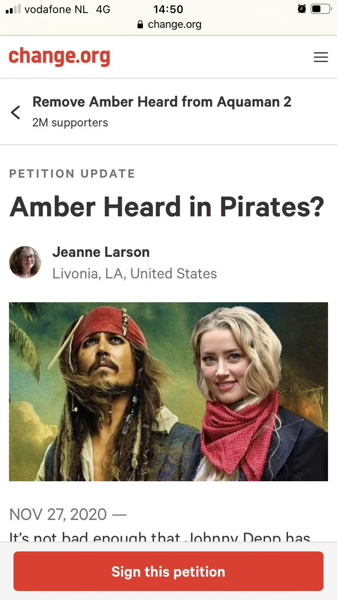 vodafone NL 4G 14:50
change.org
change.org
Remove Amber Heard from Aquaman 2
2M supporters
PETITION UPDATE
Amber Heard in Pirates?
Jeanne Larson
Livonia, LA, United States
NOV 27, 2020 —
It's not bad enough that Johnny Depp has
Sign this petition